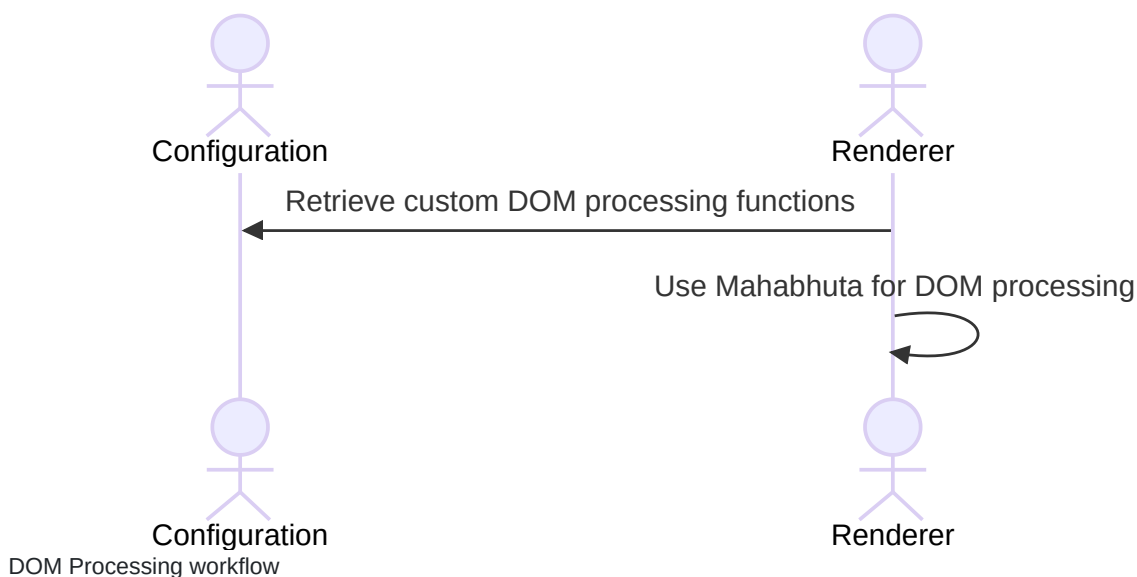 Configuration
Renderer
Retrieve custom DOM processing functions
Use Mahabhuta for DOM processing
Configuration
Renderer
DOM Processing workflow